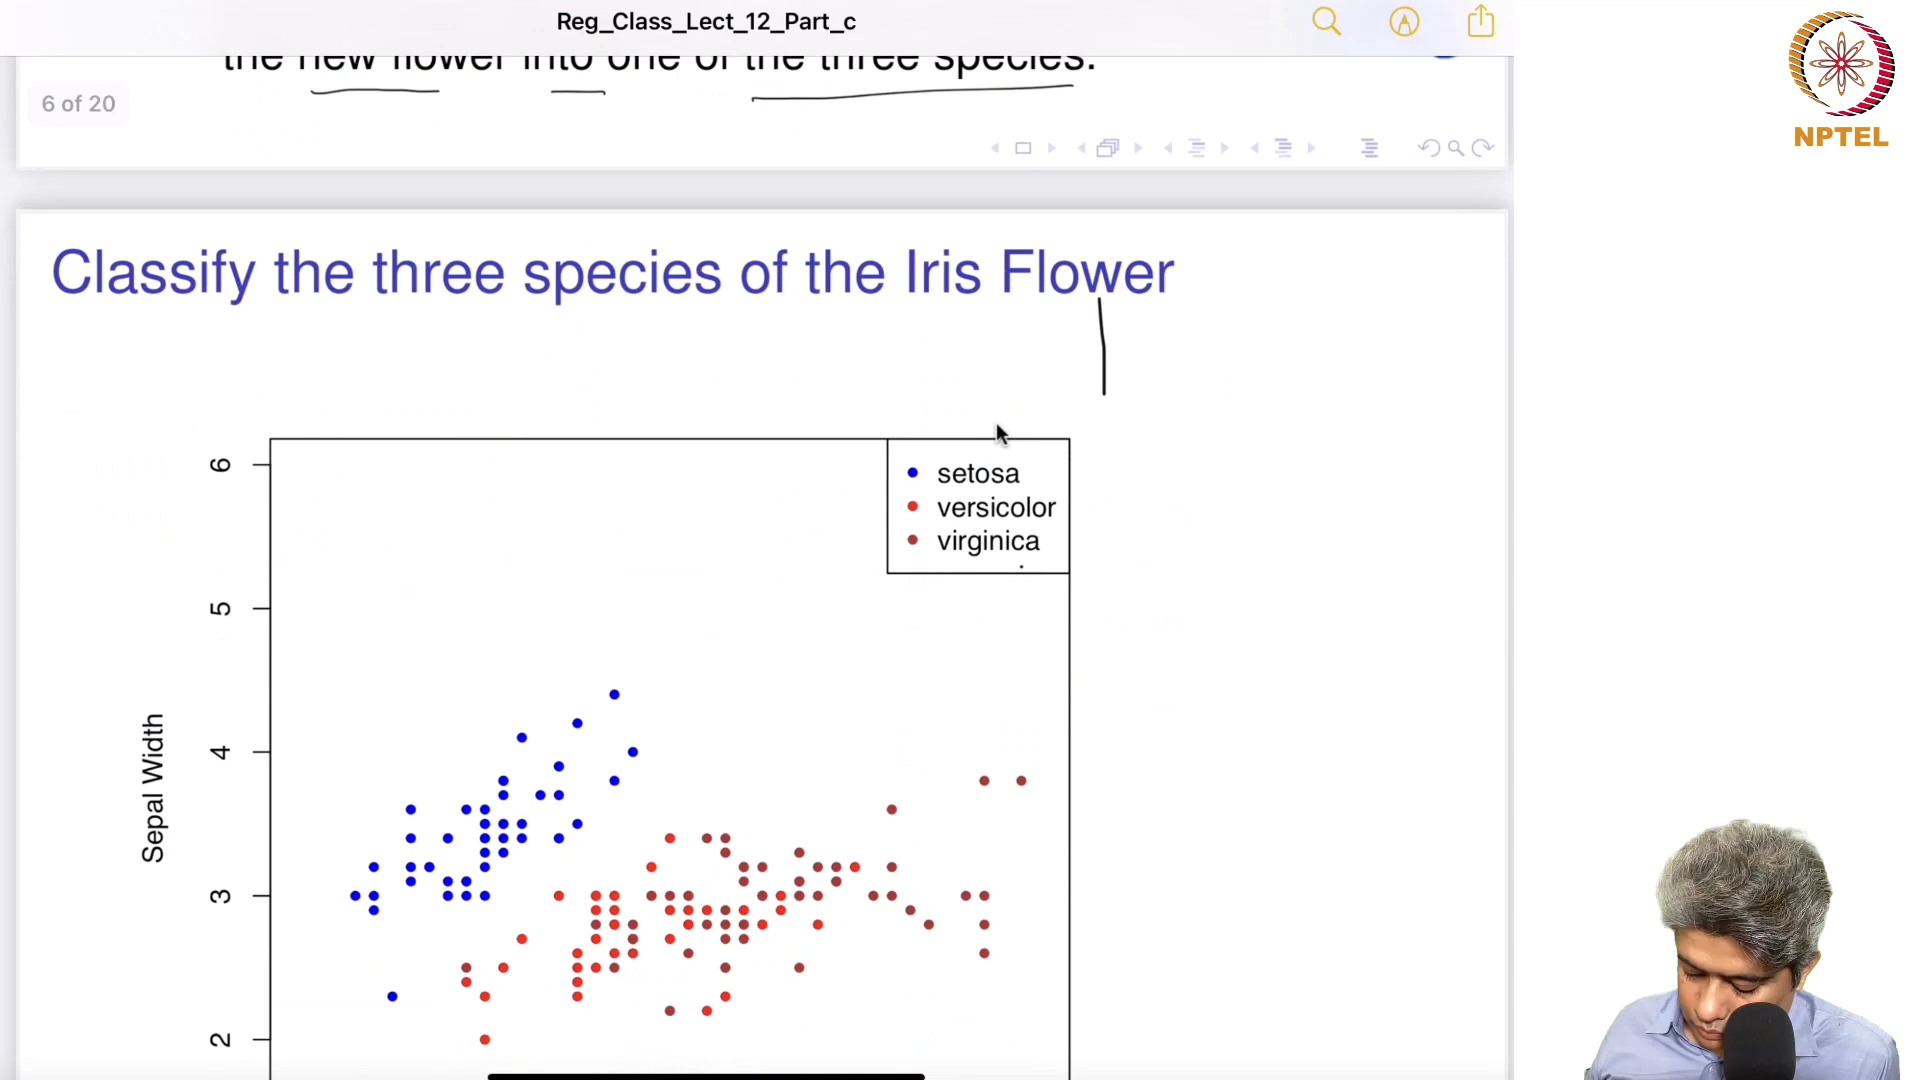 Reg_Class_Lect_12_Part_c
the new flower into one of the three species.
6 of 20
NPTEL
Classify the three species of the Iris Flower
setosa
versicolor
virginica
6
5
4
3
2
Sepal Width